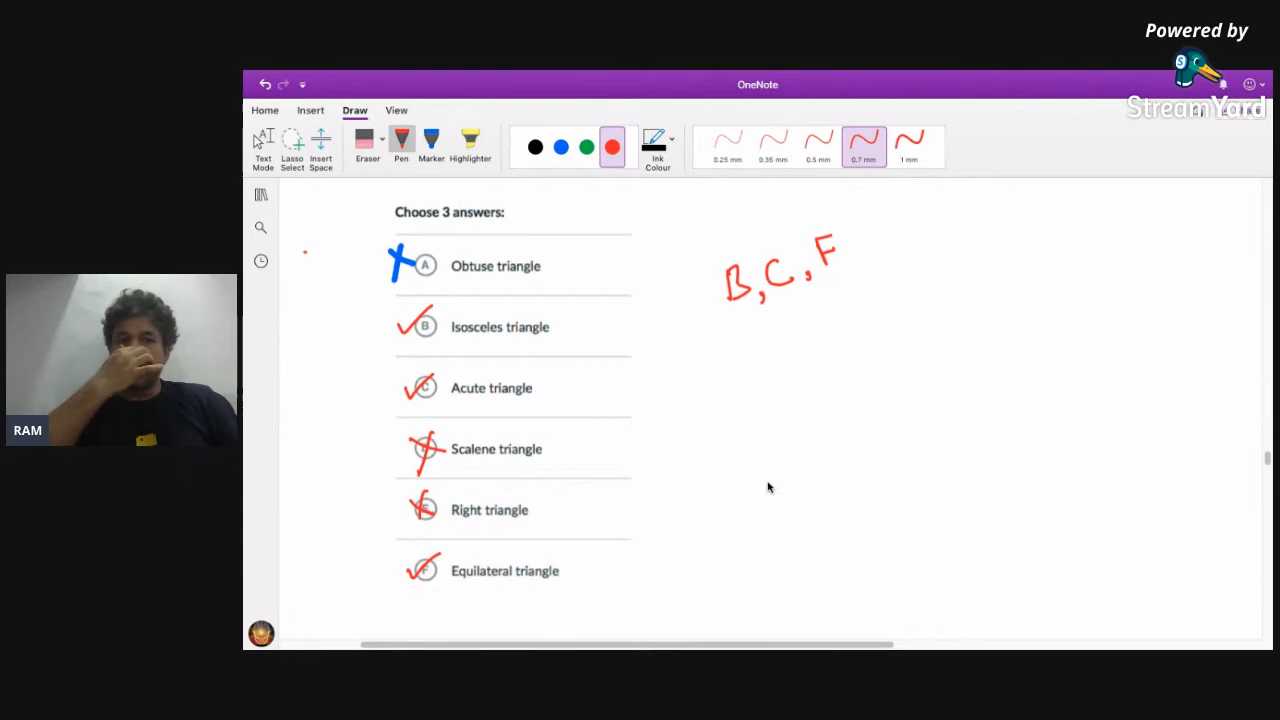 Powered by
StreamYard
OneNote
Home Insert Draw View
Text Mode
Lasso Select
Insert Space
Eraser
Pen
Marker
Highlighter
Ink Colour
0.25 mm
0.35 mm
0.5 mm
0.7 mm
1 mm
Choose 3 answers:
A Obtuse triangle
B Isosceles triangle
C Acute triangle
Scalene triangle
E Right triangle
F Equilateral triangle
B, C, F
RAM